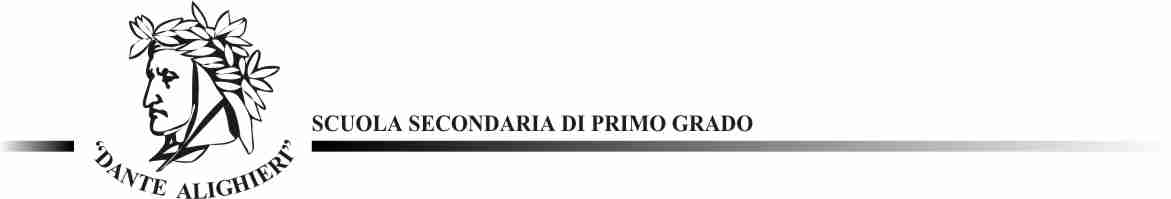 SCUOLA SECONDARIA DI PRIMO GRADO
"DANTE ALIGHIERI"